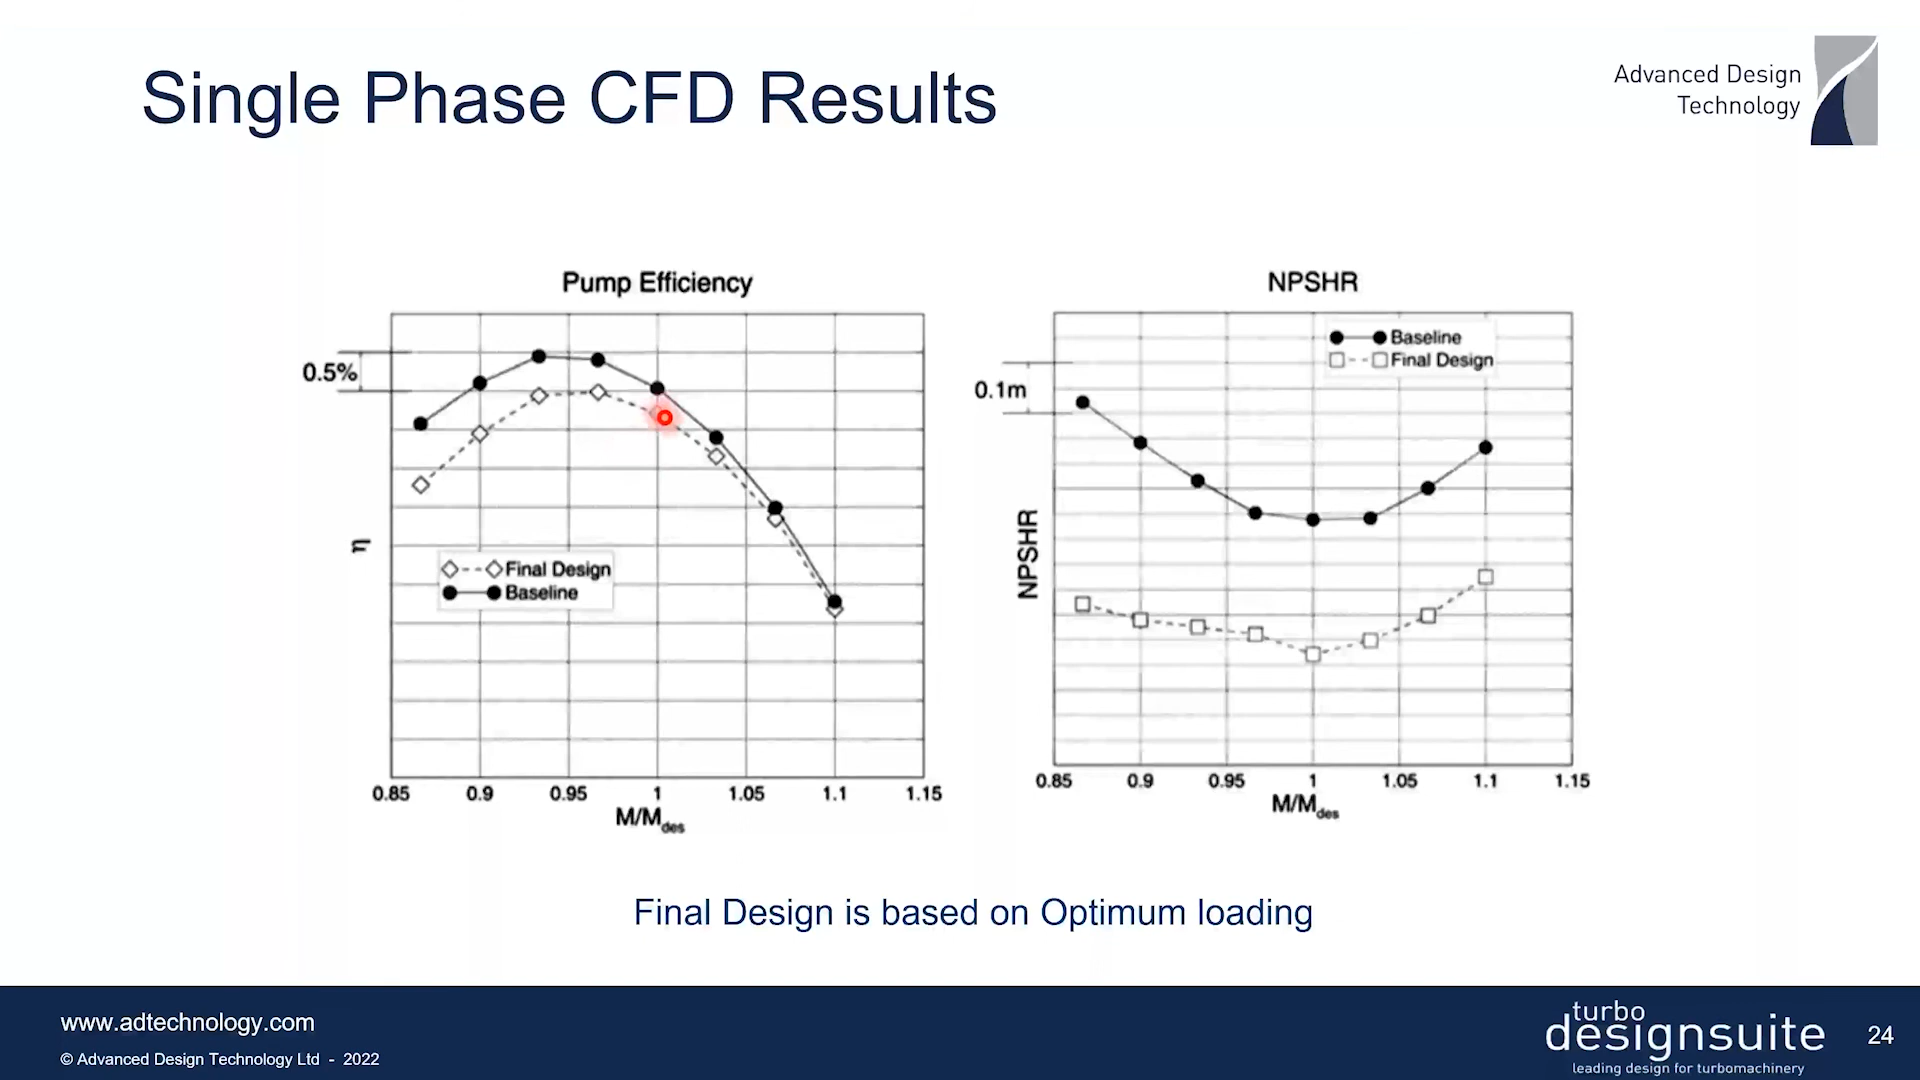 Single Phase CFD Results
Advanced Design
Technology
Pump Efficiency
0.5%
η
Final Design
Baseline
0.85 0.9 0.95 1 1.05 1.1 1.15
M/Mdes
NPSHR
Baseline
Final Design
0.1m
NPSHR
0.85 0.9 0.95 1 1.05 1.1 1.15
M/Mdes
Final Design is based on Optimum loading
www.adtechnology.com
© Advanced Design Technology Ltd - 2022
turbo
designsuite
leading design for turbomachinery
24